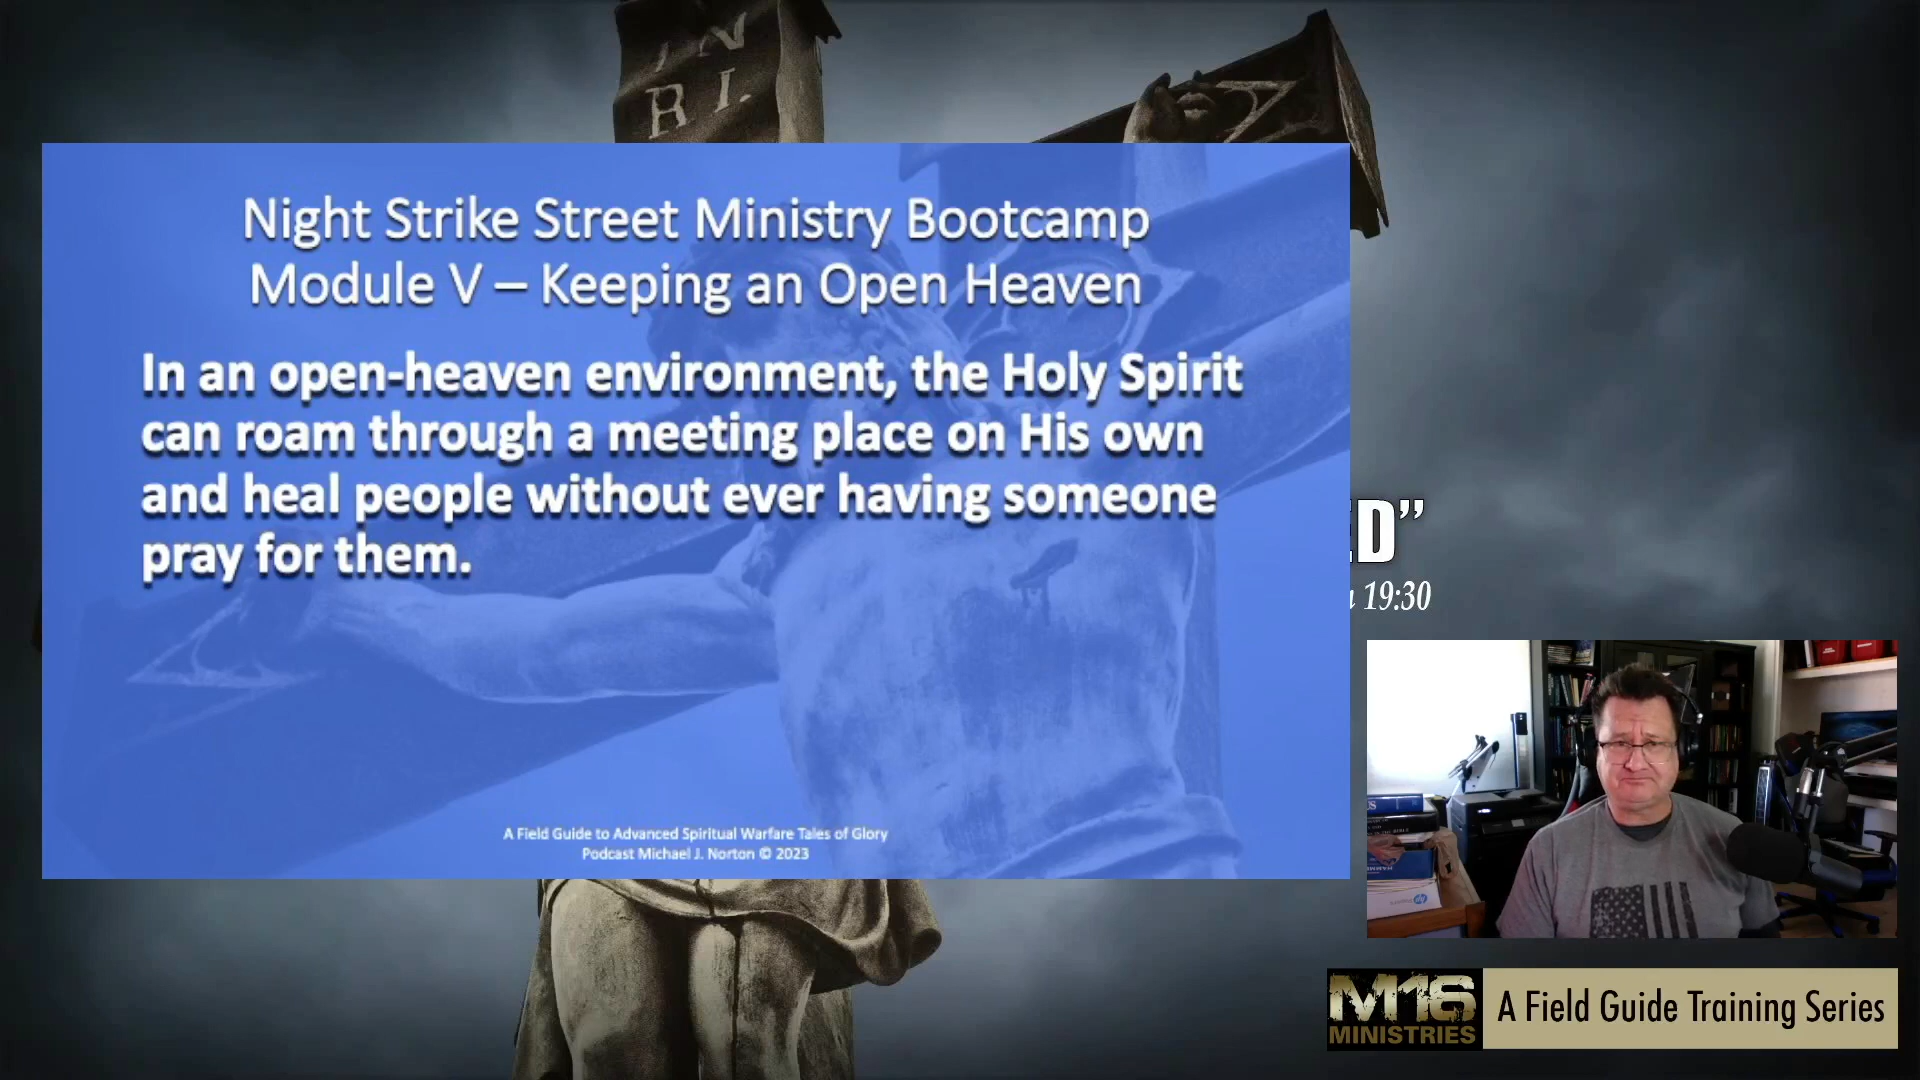 IN
RI.
Night Strike Street Ministry Bootcamp
Module V – Keeping an Open Heaven
In an open-heaven environment, the Holy Spirit
can roam through a meeting place on His own
and heal people without ever having someone
pray for them.
A Field Guide to Advanced Spiritual Warfare Tales of Glory
Podcast Michael J. Norton © 2023
ED”
19:30
M16
MINISTRIES
A Field Guide Training Series